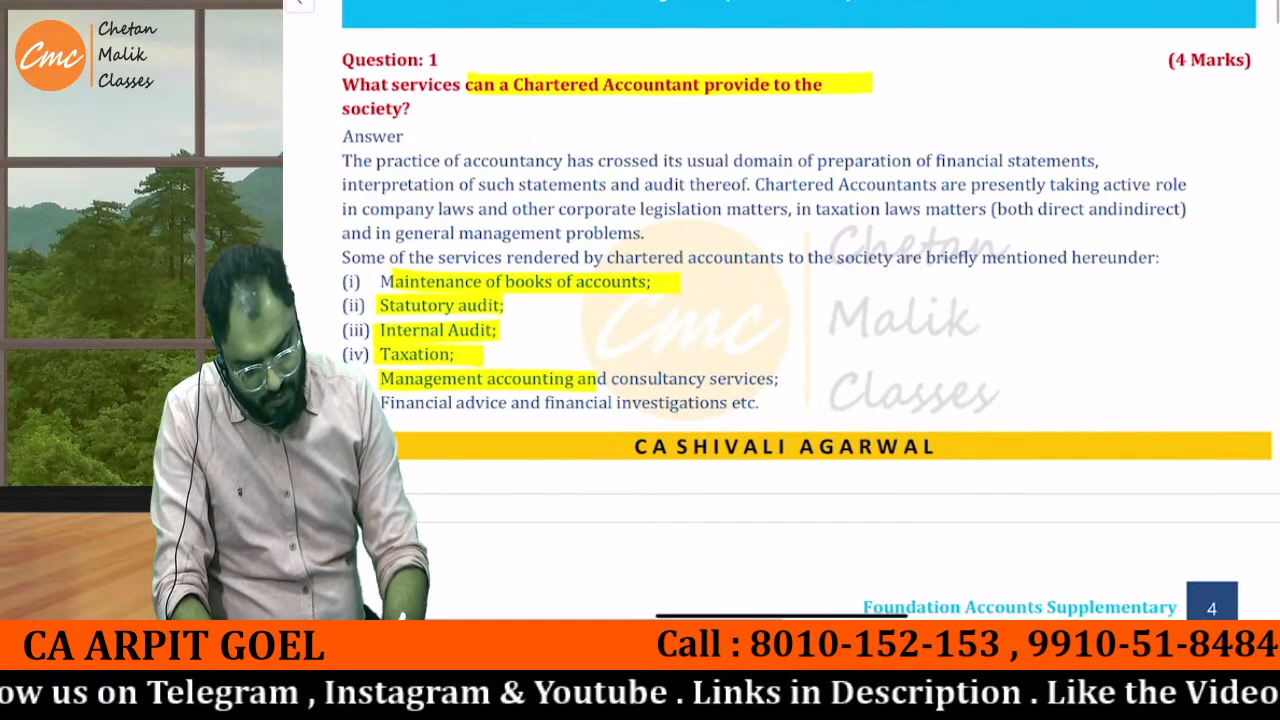 Cmc
Chetan
Malik
Classes
Question: 1 (4 Marks)
What services can a Chartered Accountant provide to the
society?
Answer
The practice of accountancy has crossed its usual domain of preparation of financial statements,
interpretation of such statements and audit thereof. Chartered Accountants are presently taking active role
in company laws and other corporate legislation matters, in taxation laws matters (both direct andindirect)
and in general management problems.
Some of the services rendered by chartered accountants to the society are briefly mentioned hereunder:
(i) Maintenance of books of accounts;
(ii) Statutory audit;
(iii) Internal Audit;
(iv) Taxation;
Management accounting and consultancy services;
Financial advice and financial investigations etc.
Cmc
Chetan
Malik
Classes
CA SHIVALI AGARWAL
Foundation Accounts Supplementary 4
CA ARPIT GOEL Call : 8010-152-153 , 9910-51-8484
ow us on Telegram , Instagram & Youtube . Links in Description . Like the Video